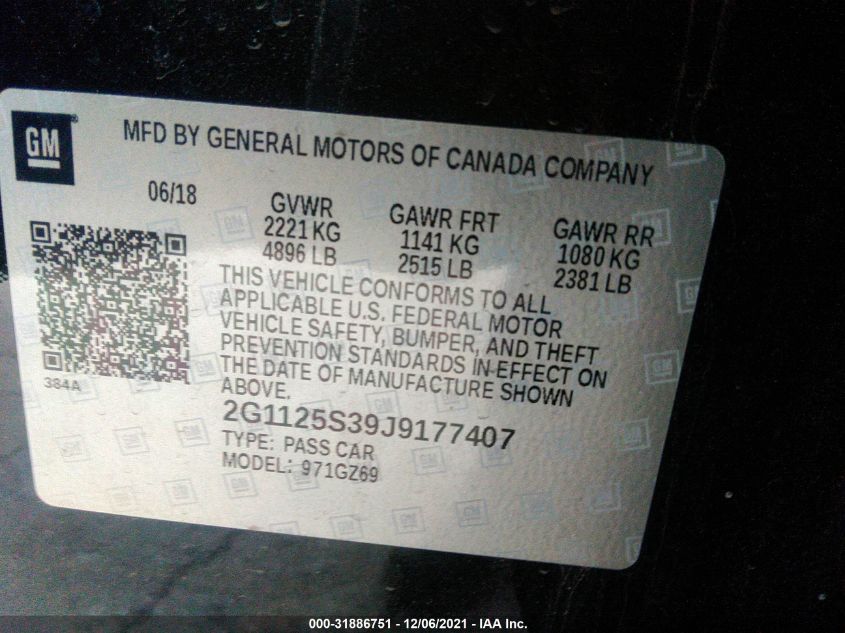 GM
MFD BY GENERAL MOTORS OF CANADA COMPANY
06/18
GVWR
2221 KG
4896 LB
GAWR FRT
1141 KG
2515 LB
GAWR RR
1080 KG
2381 LB
THIS VEHICLE CONFORMS TO ALL
APPLICABLE U.S. FEDERAL MOTOR
VEHICLE SAFETY, BUMPER, AND THEFT
PREVENTION STANDARDS IN EFFECT ON
THE DATE OF MANUFACTURE SHOWN
ABOVE.
384A
2G1125S39J9177407
TYPE: PASS CAR
MODEL: 971GZ69
000-31886751 - 12/06/2021 - IAA Inc.